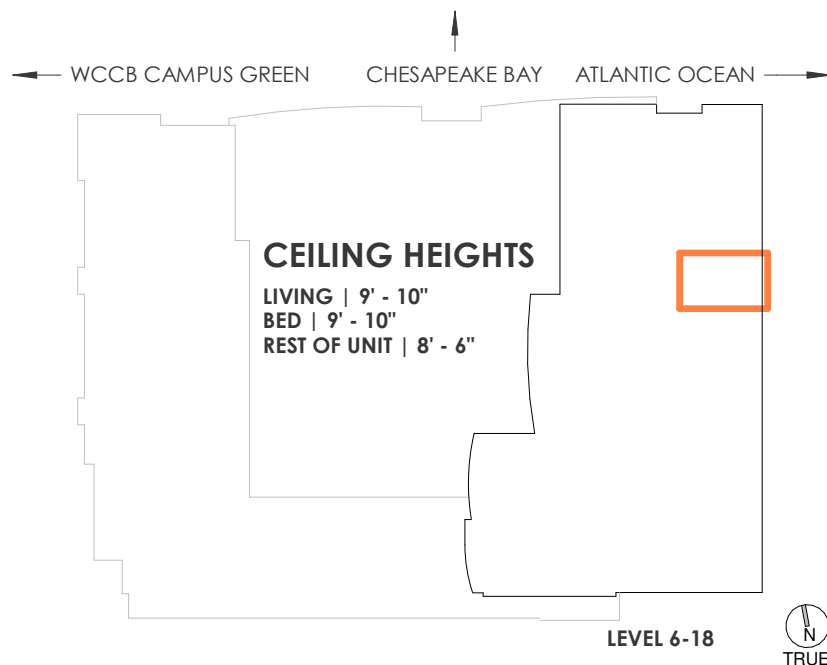 WCCB CAMPUS GREEN
CHESAPEAKE BAY
ATLANTIC OCEAN
CEILING HEIGHTS
LIVING | 9' - 10"
BED | 9' - 10"
REST OF UNIT | 8' - 6"
LEVEL 6-18
N
TRUE